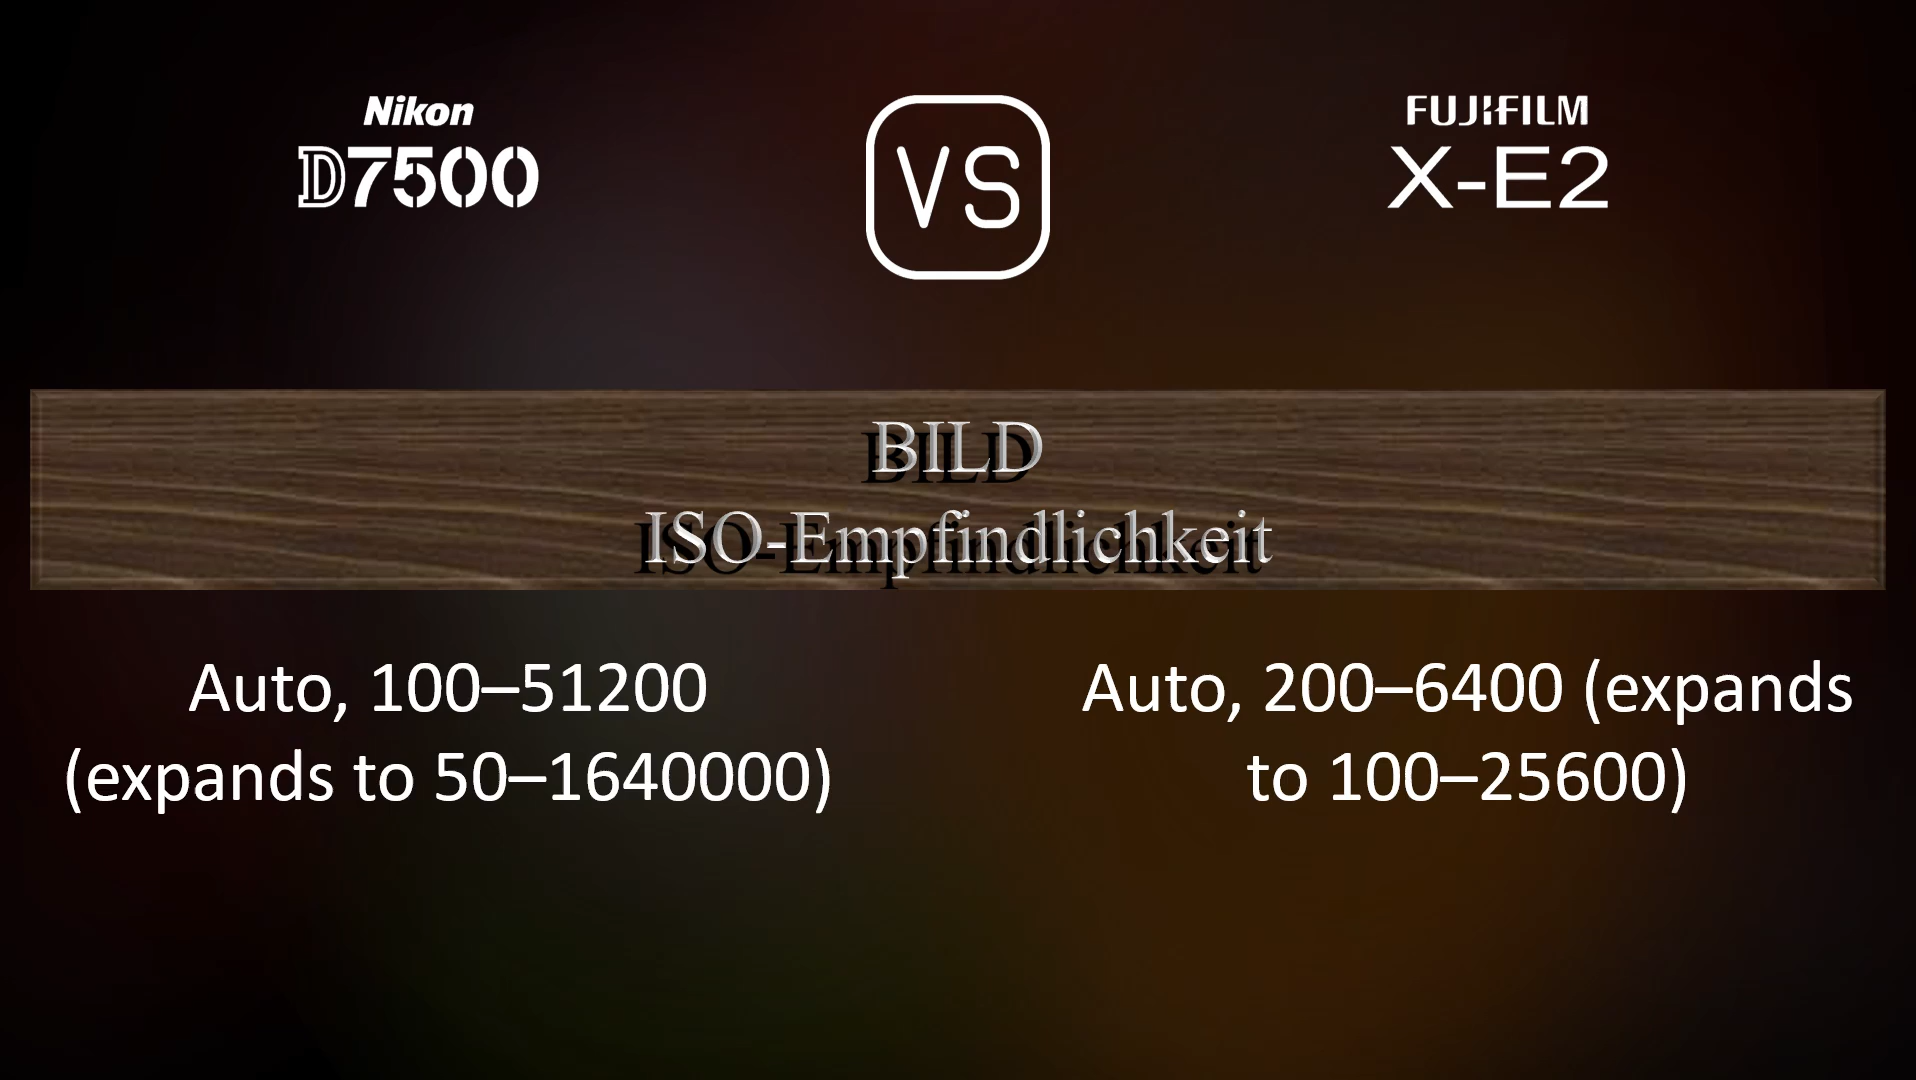 Nikon
D7500
VS
FUJIFILM
X-E2
BILD
ISO-Empfindlichkeit
Auto, 100–51200
(expands to 50–1640000)
Auto, 200–6400 (expands
to 100–25600)